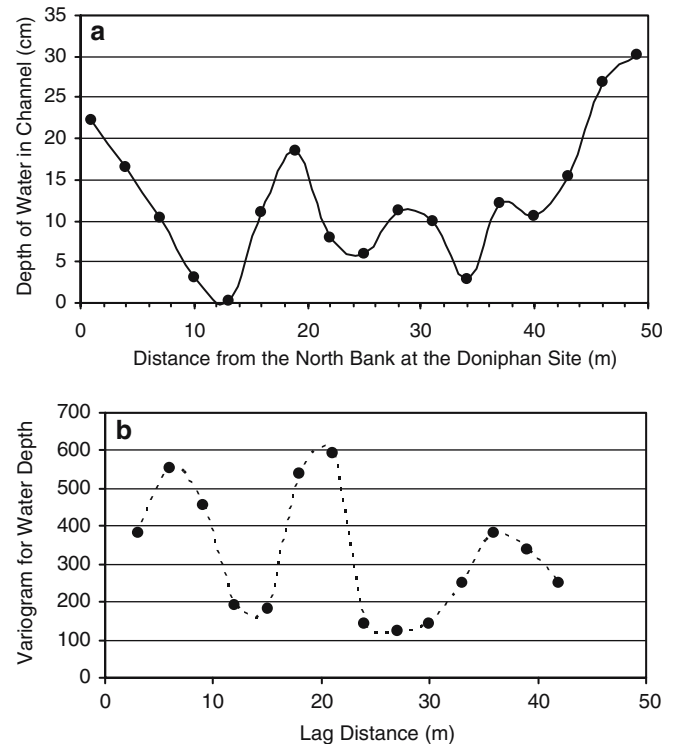 a
Depth of Water in Channel (cm)
35
30
25
20
15
10
5
0
0 10 20 30 40 50
Distance from the North Bank at the Doniphan Site (m)
b
Variogram for Water Depth
700
600
500
400
300
200
100
0
0 10 20 30 40 50
Lag Distance (m)